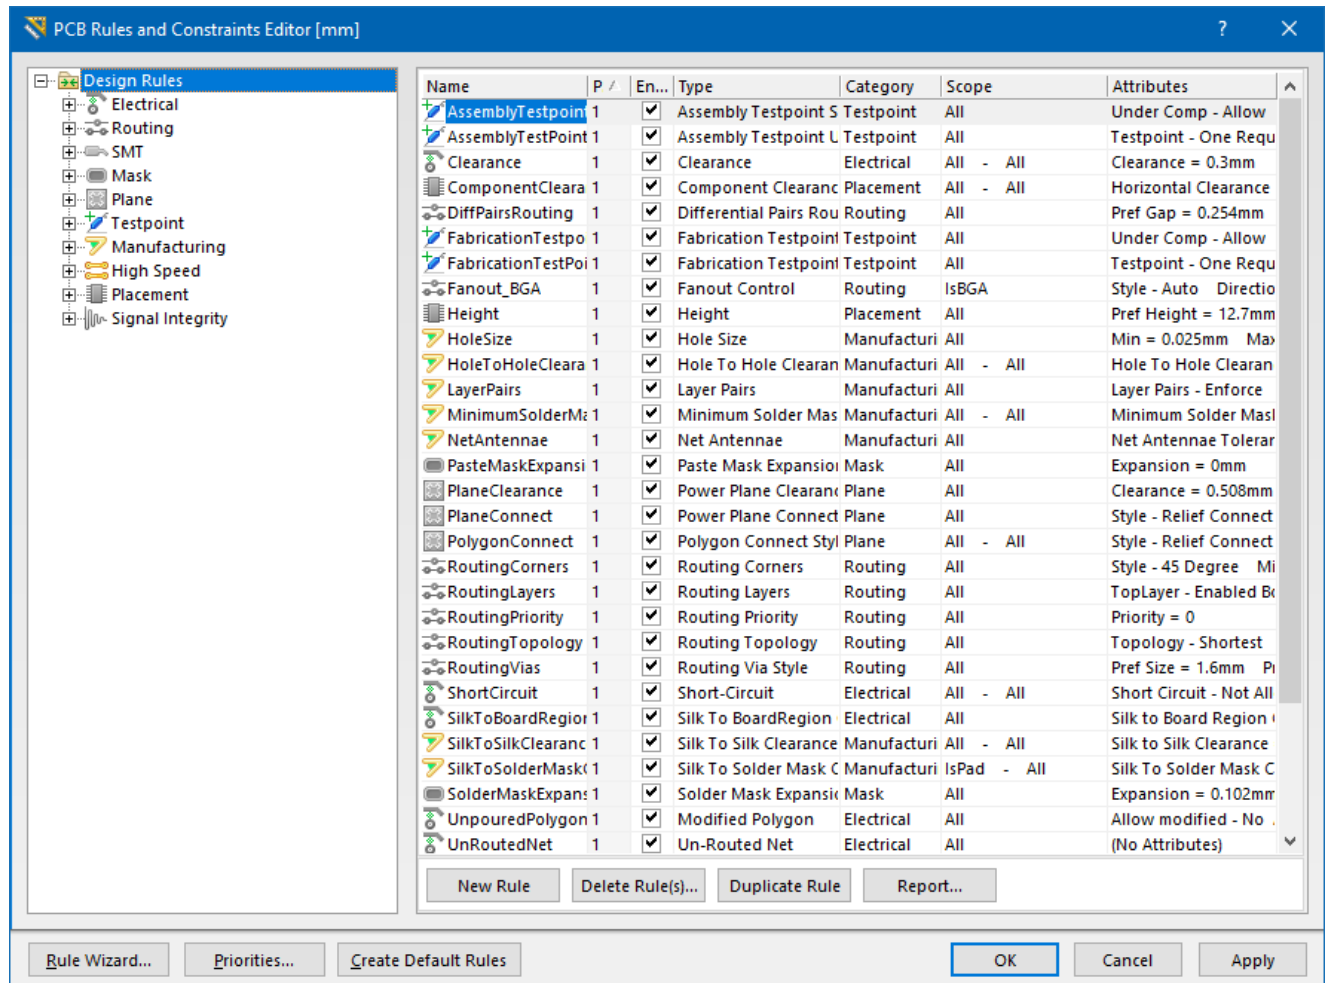 PCB Rules and Constraints Editor [mm] ?
Design Rules
Electrical
Routing
SMT
Mask
Plane
Testpoint
Manufacturing
High Speed
Placement
Signal Integrity
Name P En... Type Category Scope Attributes
AssemblyTestpoint 1 Assembly Testpoint S Testpoint All Under Comp - Allow
AssemblyTestPoint 1 Assembly Testpoint U Testpoint All Testpoint - One Requ
Clearance 1 Clearance Electrical All - All Clearance = 0.3mm
ComponentCleara 1 Component Clearanc Placement All - All Horizontal Clearance
DiffPairsRouting 1 Differential Pairs Rou Routing All Pref Gap = 0.254mm
FabricationTestpo 1 Fabrication Testpoint Testpoint All Under Comp - Allow
FabricationTestPoi 1 Fabrication Testpoint Testpoint All Testpoint - One Requ
Fanout_BGA 1 Fanout Control Routing IsBGA Style - Auto Directio
Height 1 Height Placement All Pref Height = 12.7mm
HoleSize 1 Hole Size Manufacturi All Min = 0.025mm Max
HoleToHoleCleara 1 Hole To Hole Clearan Manufacturi All - All Hole To Hole Clearan
LayerPairs 1 Layer Pairs Manufacturi All Layer Pairs - Enforce
MinimumSolderMa 1 Minimum Solder Mas Manufacturi All - All Minimum Solder Mask
NetAntennae 1 Net Antennae Manufacturi All Net Antennae Toleran
PasteMaskExpansi 1 Paste Mask Expansion Mask All Expansion = 0mm
PlaneClearance 1 Power Plane Clearanc Plane All Clearance = 0.508mm
PlaneConnect 1 Power Plane Connect Plane All Style - Relief Connect
PolygonConnect 1 Polygon Connect Styl Plane All - All Style - Relief Connect
RoutingCorners 1 Routing Corners Routing All Style - 45 Degree Mi
RoutingLayers 1 Routing Layers Routing All TopLayer - Enabled Bo
RoutingPriority 1 Routing Priority Routing All Priority = 0
RoutingTopology 1 Routing Topology Routing All Topology - Shortest
RoutingVias 1 Routing Via Style Routing All Pref Size = 1.6mm Pr
ShortCircuit 1 Short-Circuit Electrical All - All Short Circuit - Not All
SilkToBoardRegion 1 Silk To BoardRegion Electrical All Silk to Board Region
SilkToSilkClearanc 1 Silk To Silk Clearance Manufacturi All - All Silk to Silk Clearance
SilkToSolderMask 1 Silk To Solder Mask C Manufacturi IsPad - All Silk To Solder Mask C
SolderMaskExpans 1 Solder Mask Expansio Mask All Expansion = 0.102mm
UnpouredPolygon 1 Modified Polygon Electrical All Allow modified - No
UnRoutedNet 1 Un-Routed Net Electrical All (No Attributes)
New Rule Delete Rule(s)... Duplicate Rule Report...
Rule Wizard... Priorities... Create Default Rules OK Cancel Apply